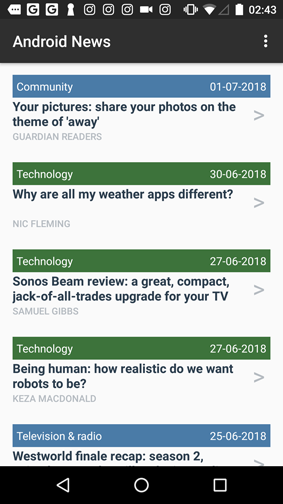 02:43
Android News
Community 01-07-2018
Your pictures: share your photos on the
theme of 'away'
GUARDIAN READERS
Technology 30-06-2018
Why are all my weather apps different?
NIC FLEMING
Technology 27-06-2018
Sonos Beam review: a great, compact,
jack-of-all-trades upgrade for your TV
SAMUEL GIBBS
Technology 27-06-2018
Being human: how realistic do we want
robots to be?
KEZA MACDONALD
Television & radio 25-06-2018
Westworld finale recap: season 2,